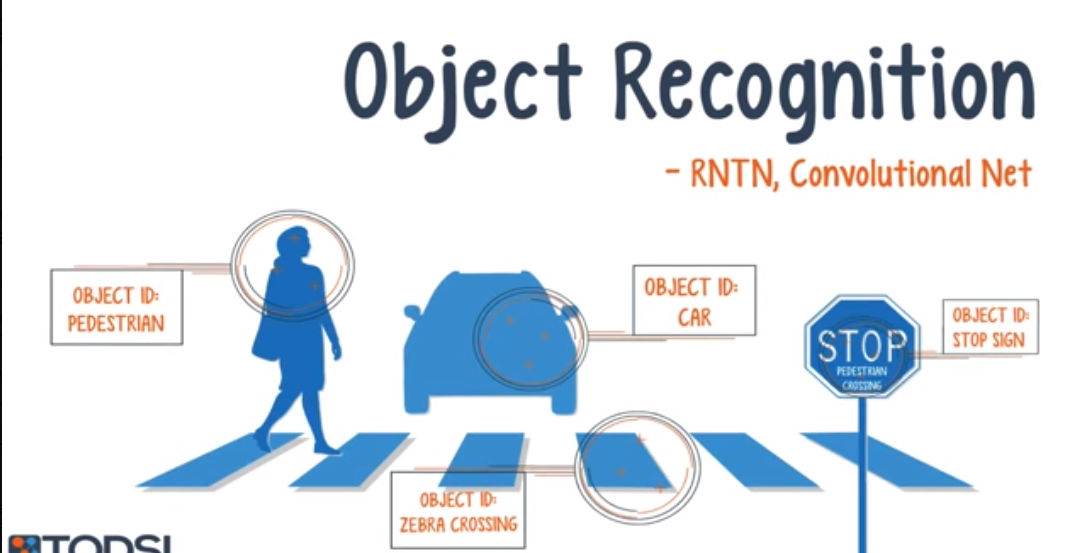 Object Recognition
- RNTN, Convolutional Net
OBJECT ID:
PEDESTRIAN
OBJECT ID:
CAR
STOP
PEDESTRIAN
CROSSING
OBJECT ID:
STOP SIGN
OBJECT ID:
ZEBRA CROSSING